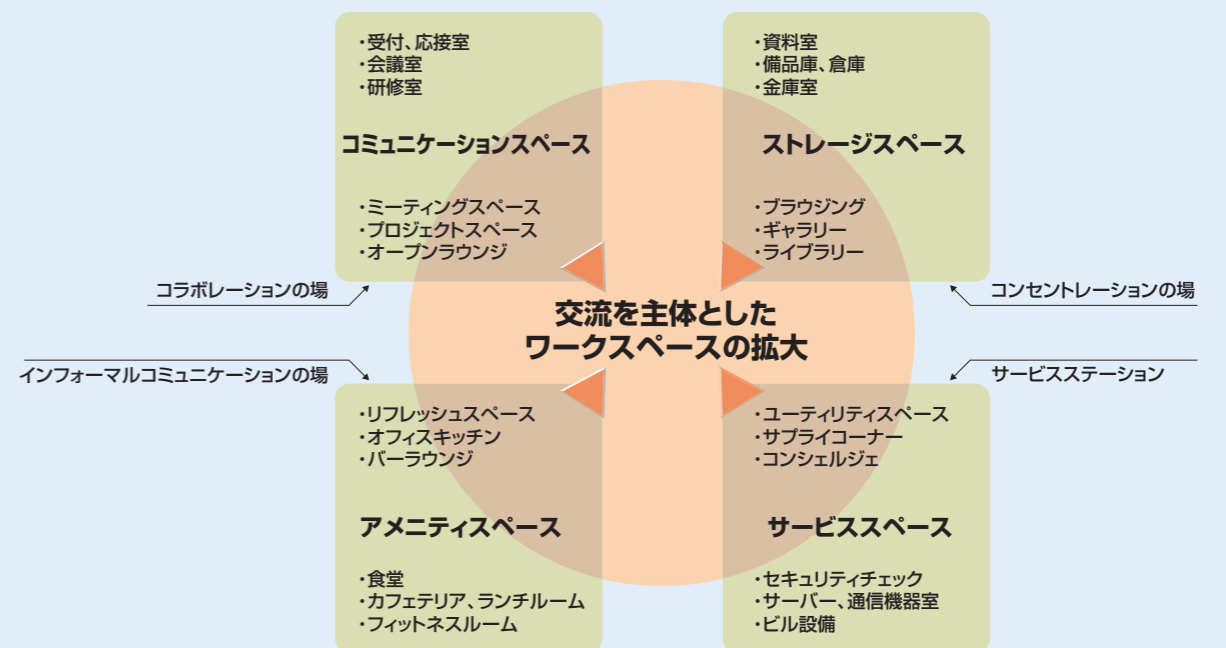 ・受付、応接室
・会議室
・研修室
コミュニケーションスペース
・ミーティングスペース
・プロジェクトスペース
・オープンラウンジ
コラボレーションの場
・資料室
・備品庫、倉庫
・金庫室
ストレージスペース
・ブラウジング
・ギャラリー
・ライブラリー
コンセントレーションの場
交流を主体とした
ワークスペースの拡大
インフォーマルコミュニケーションの場
・リフレッシュスペース
・オフィスキッチン
・バーラウンジ
アメニティスペース
・食堂
・カフェテリア、ランチルーム
・フィットネスルーム
サービスステーション
・ユーティリティスペース
・サプライコーナー
・コンシェルジェ
サービススペース
・セキュリティチェック
・サーバー、通信機器室
・ビル設備